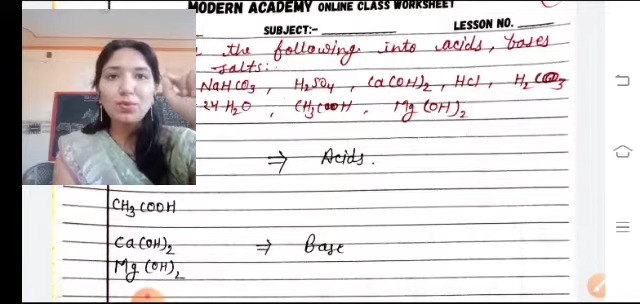 MODERN ACADEMY ONLINE CLASS WORKSHEET
SUBJECT:- LESSON NO.
the following into acids, bases
salts:
NaHCO3, H2SO4, Ca(OH)2, HCl, H2CO3
24 H2O, CH3COOH, Mg(OH)2
⇒ Acids.
CH3COOH
Ca(OH)2 ⇒ Base
Mg(OH)2